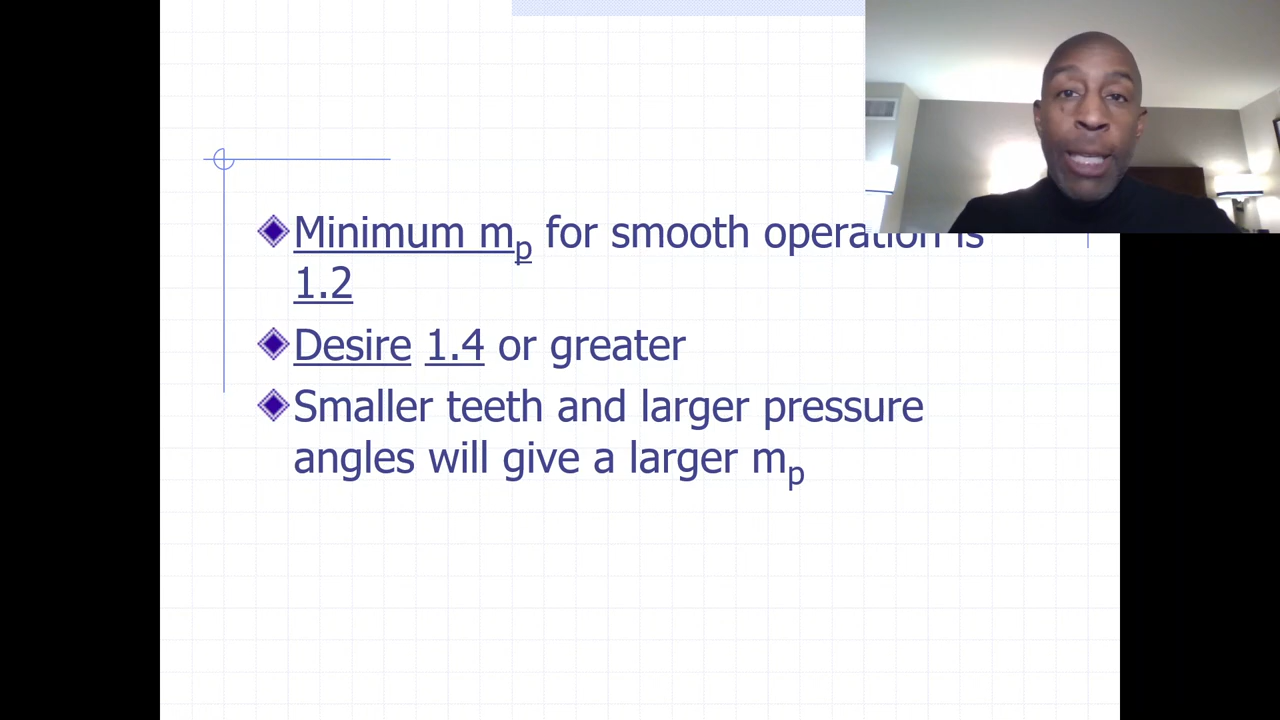 Minimum mp for smooth operation is
1.2
Desire 1.4 or greater
Smaller teeth and larger pressure
angles will give a larger mp